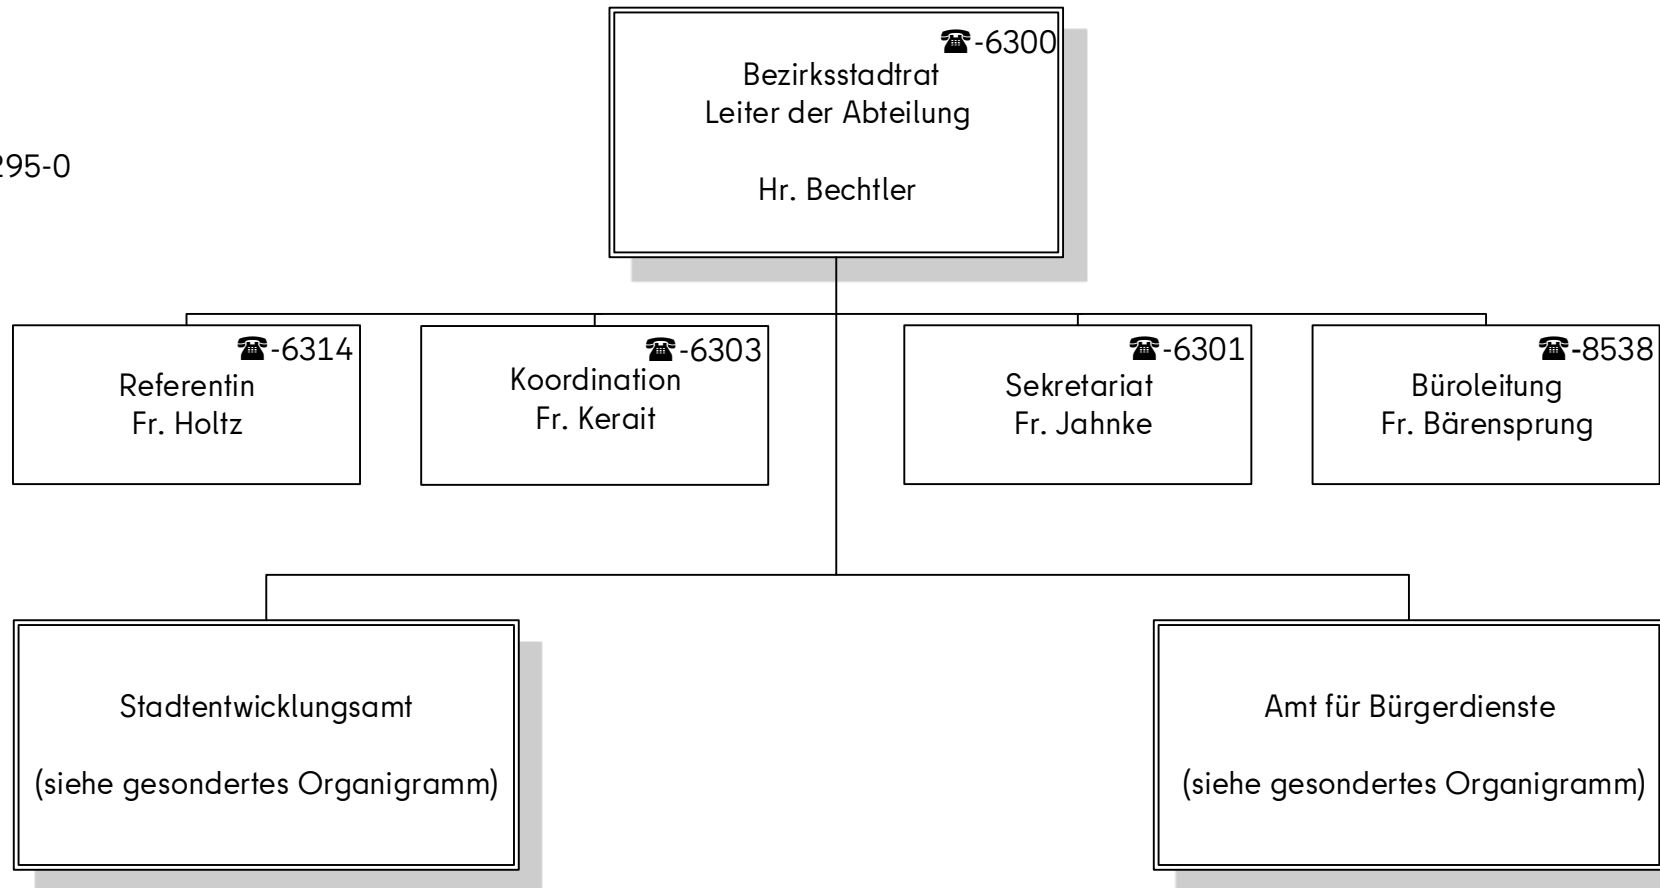 ☎-6300
Bezirksstadtrat
Leiter der Abteilung
Hr. Bechtler
295-0
☎-6314
Referentin
Fr. Holtz
☎-6303
Koordination
Fr. Kerait
☎-6301
Sekretariat
Fr. Jahnke
☎-8538
Büroleitung
Fr. Bärensprung
Stadtentwicklungsamt
(siehe gesondertes Organigramm)
Amt für Bürgerdienste
(siehe gesondertes Organigramm)